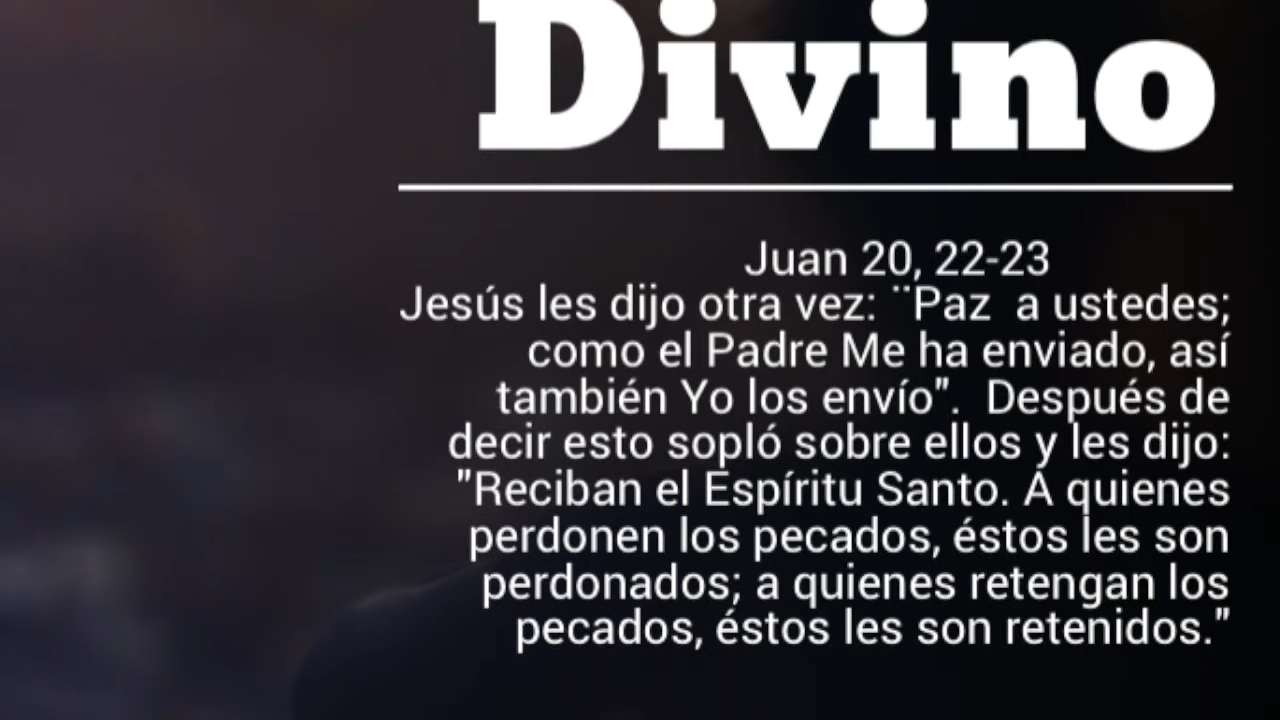 Divino
Juan 20, 22-23
Jesús les dijo otra vez: ¨Paz  a ustedes;
como el Padre Me ha enviado, así
también Yo los envío".  Después de
decir esto sopló sobre ellos y les dijo:
"Reciban el Espíritu Santo. A quienes
perdonen los pecados, éstos les son
perdonados; a quienes retengan los
pecados, éstos les son retenidos."